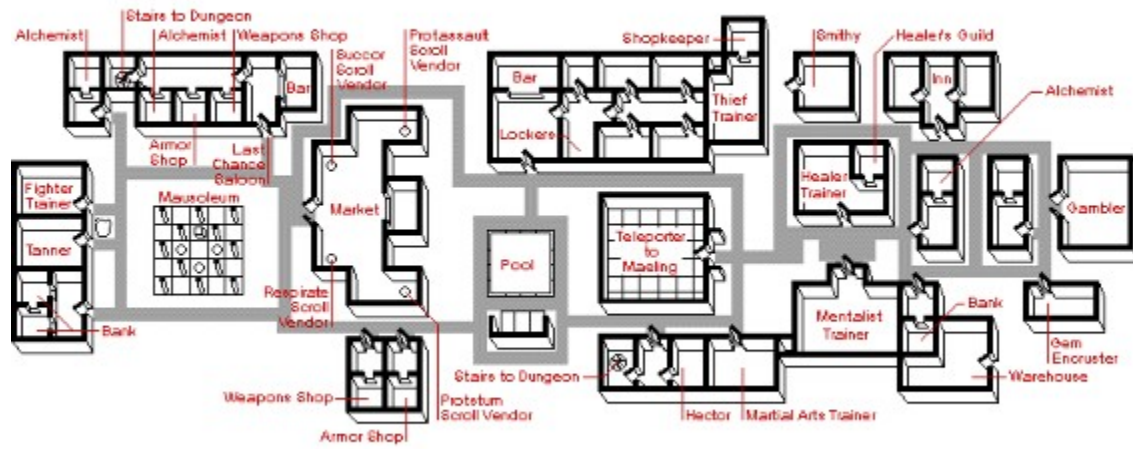 Stairs to Dungeon
Alchemist
Alchemist
Weapons Shop
Succor
Scroll
Vendor
Protassault
Scroll
Vendor
Shopkeeper
Smithy
Healer's Guild
Bar
Bar
Inn
Alchemist
Thief
Trainer
Lockers
Armor
Shop
Last
Chance
Saloon
Fighter
Trainer
Mausoleum
Market
Healer
Trainer
Gambler
Tanner
Teleporter
to
Maeling
Pool
Respirate
Scroll
Vendor
Bank
Mentalist
Trainer
Bank
Gem
Encruster
Stairs to Dungeon
Warehouse
Weapons Shop
Protstum
Scroll Vendor
Hector
Martial Arts Trainer
Armor Shop